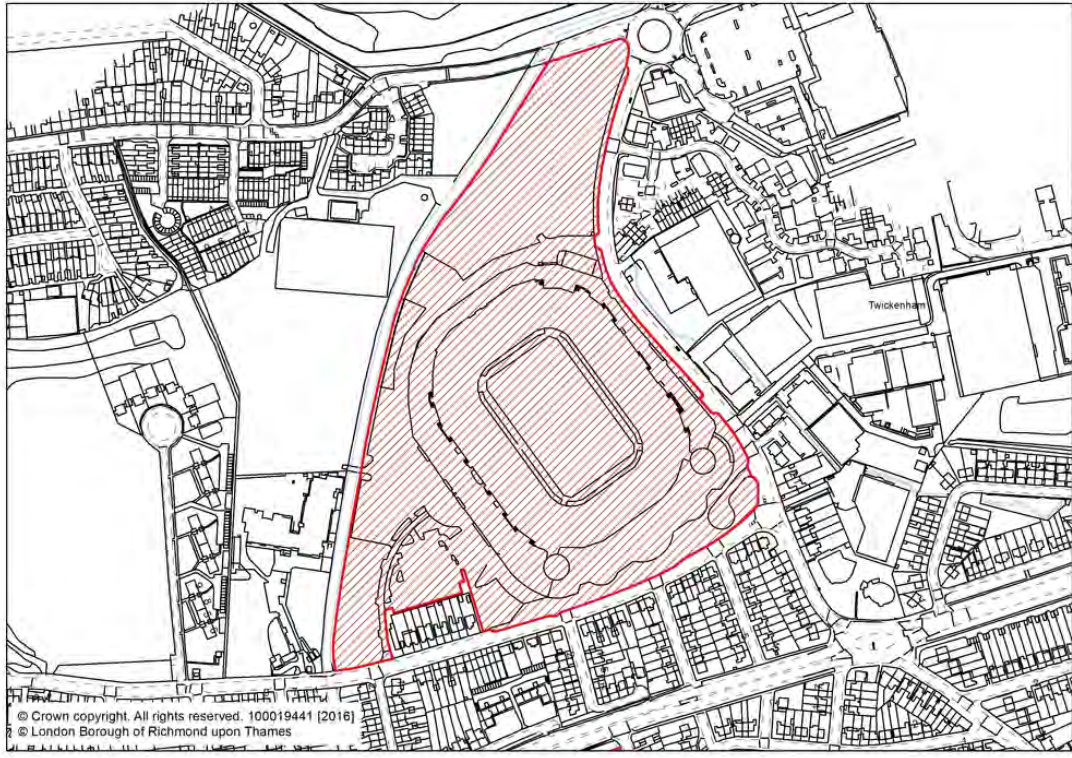 Twickenham
© Crown copyright. All rights reserved. 100019441 [2016]
© London Borough of Richmond upon Thames